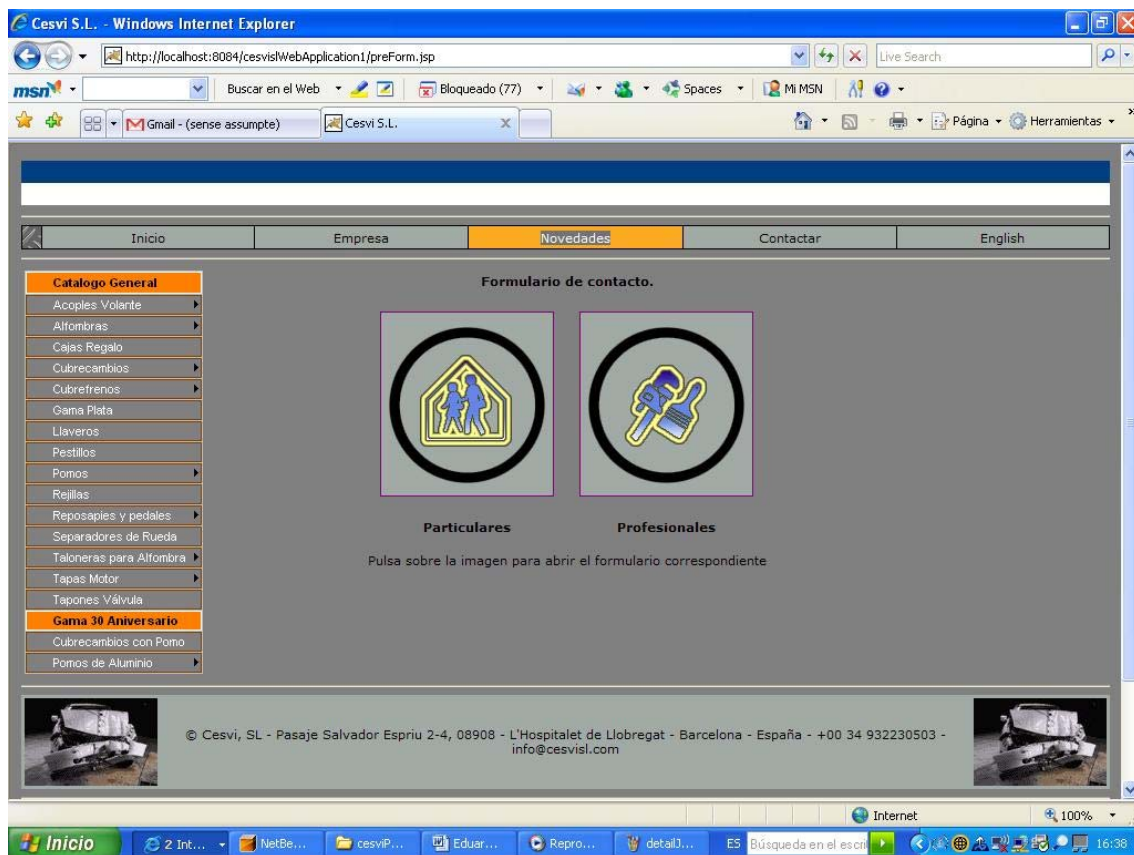 Cesvi S.L. - Windows Internet Explorer
http://localhost:8084/cesvislWebApplication1/preForm.jsp
Live Search
msn
Buscar en el Web
Bloqueado (77)
Spaces
Mi MSN
Gmail - (sense assumpte)
Cesvi S.L.
Página
Herramientas
Inicio
Empresa
Novedades
Contactar
English
Catalogo General
Acoples Volante
Alfombras
Cajas Regalo
Cubrecambios
Cubrefrenos
Gama Plata
Llaveros
Pestillos
Pomos
Rejillas
Reposapies y pedales
Separadores de Rueda
Taloneras para Alfombra
Tapas Motor
Tapones Válvula
Gama 30 Aniversario
Cubrecambios con Pomo
Pomos de Aluminio
Formulario de contacto.
Particulares
Profesionales
Pulsa sobre la imagen para abrir el formulario correspondiente
© Cesvi, SL - Pasaje Salvador Espriu 2-4, 08908 - L'Hospitalet de Llobregat - Barcelona - España - +00 34 932230503 -
info@cesvisl.com
Internet
100%
Inicio
2 Int...
NetBe...
cesviP...
Eduar...
Repro...
detailJ...
ES
Búsqueda en el escri
16:38